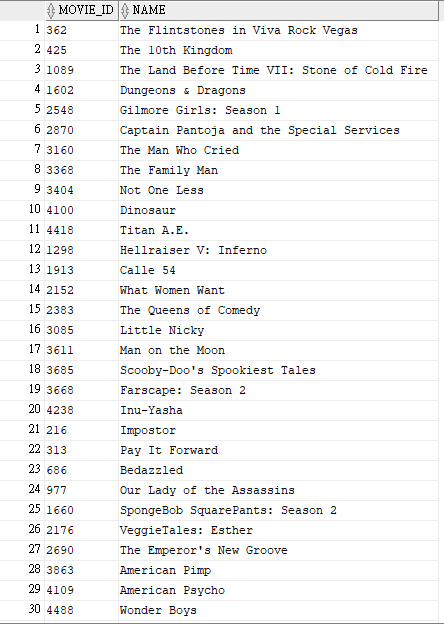 MOVIE_ID NAME
1 362 The Flintstones in Viva Rock Vegas
2 425 The 10th Kingdom
3 1089 The Land Before Time VII: Stone of Cold Fire
4 1602 Dungeons & Dragons
5 2548 Gilmore Girls: Season 1
6 2870 Captain Pantoja and the Special Services
7 3160 The Man Who Cried
8 3368 The Family Man
9 3404 Not One Less
10 4100 Dinosaur
11 4418 Titan A.E.
12 1298 Hellraiser V: Inferno
13 1913 Calle 54
14 2152 What Women Want
15 2383 The Queens of Comedy
16 3085 Little Nicky
17 3611 Man on the Moon
18 3685 Scooby-Doo's Spookiest Tales
19 3668 Farscape: Season 2
20 4238 Inu-Yasha
21 216 Impostor
22 313 Pay It Forward
23 686 Bedazzled
24 977 Our Lady of the Assassins
25 1660 SpongeBob SquarePants: Season 2
26 2176 VeggieTales: Esther
27 2690 The Emperor's New Groove
28 3863 American Pimp
29 4109 American Psycho
30 4488 Wonder Boys